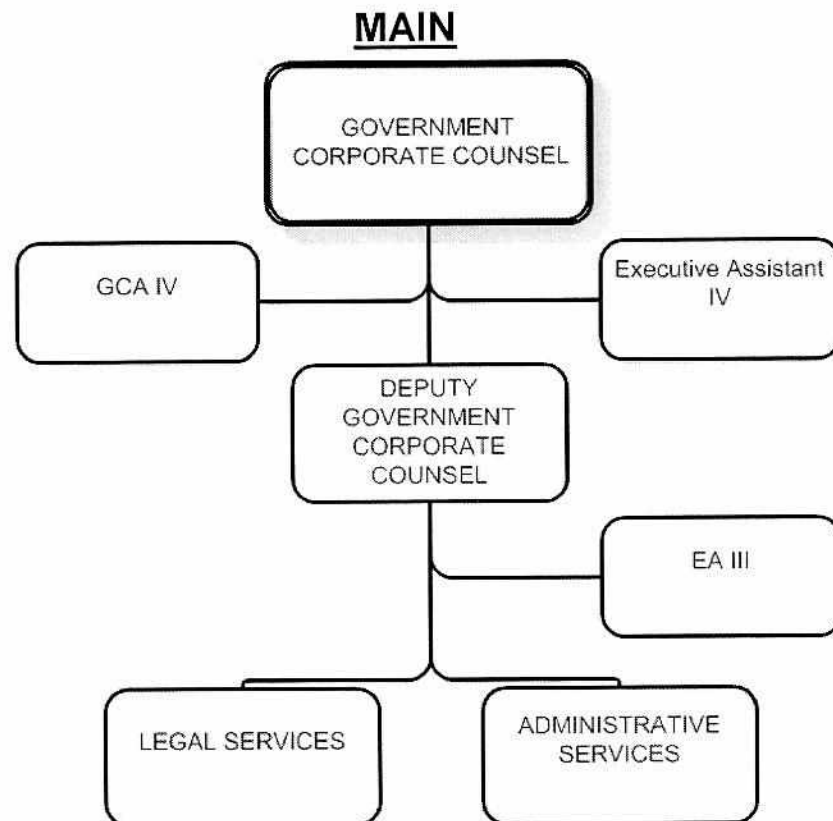 MAIN
GOVERNMENT
CORPORATE COUNSEL
GCA IV
Executive Assistant
IV
DEPUTY
GOVERNMENT
CORPORATE
COUNSEL
EA III
LEGAL SERVICES
ADMINISTRATIVE
SERVICES